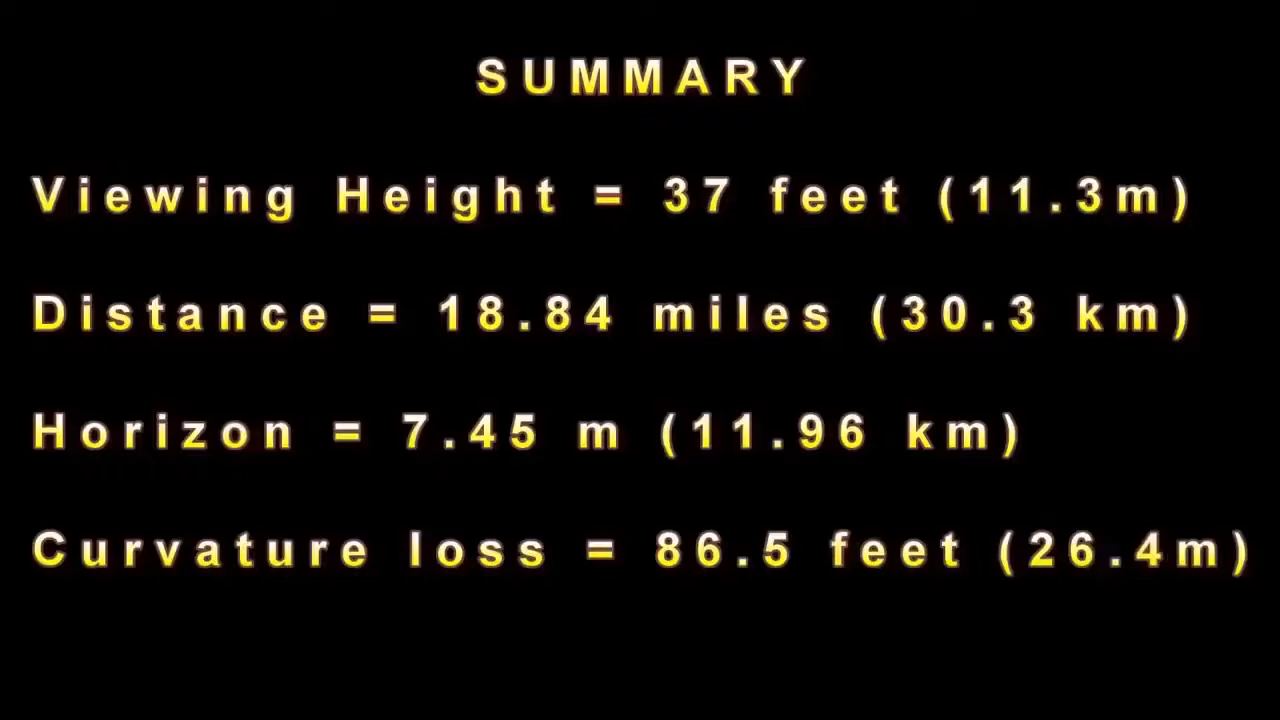 SUMMARY
Viewing Height = 37 feet (11.3m)
Distance = 18.84 miles (30.3 km)
Horizon = 7.45 m (11.96 km)
Curvature loss = 86.5 feet (26.4m)